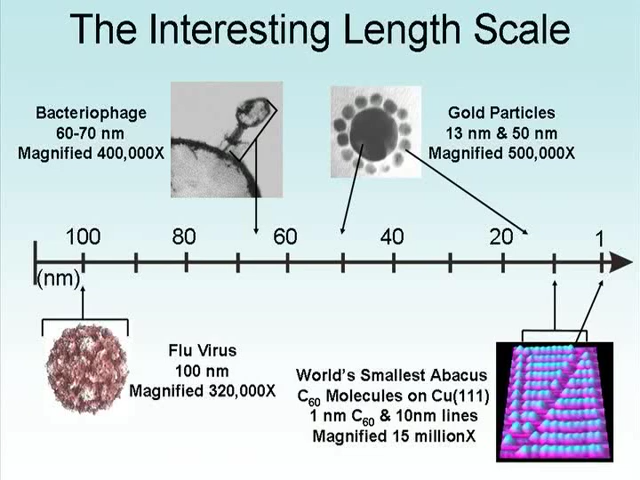 The Interesting Length Scale
Bacteriophage
60-70 nm
Magnified 400,000X
Gold Particles
13 nm & 50 nm
Magnified 500,000X
100 80 60 40 20 1
(nm)
Flu Virus
100 nm
Magnified 320,000X
World's Smallest Abacus
C60 Molecules on Cu(111)
1 nm C60 & 10nm lines
Magnified 15 millionX